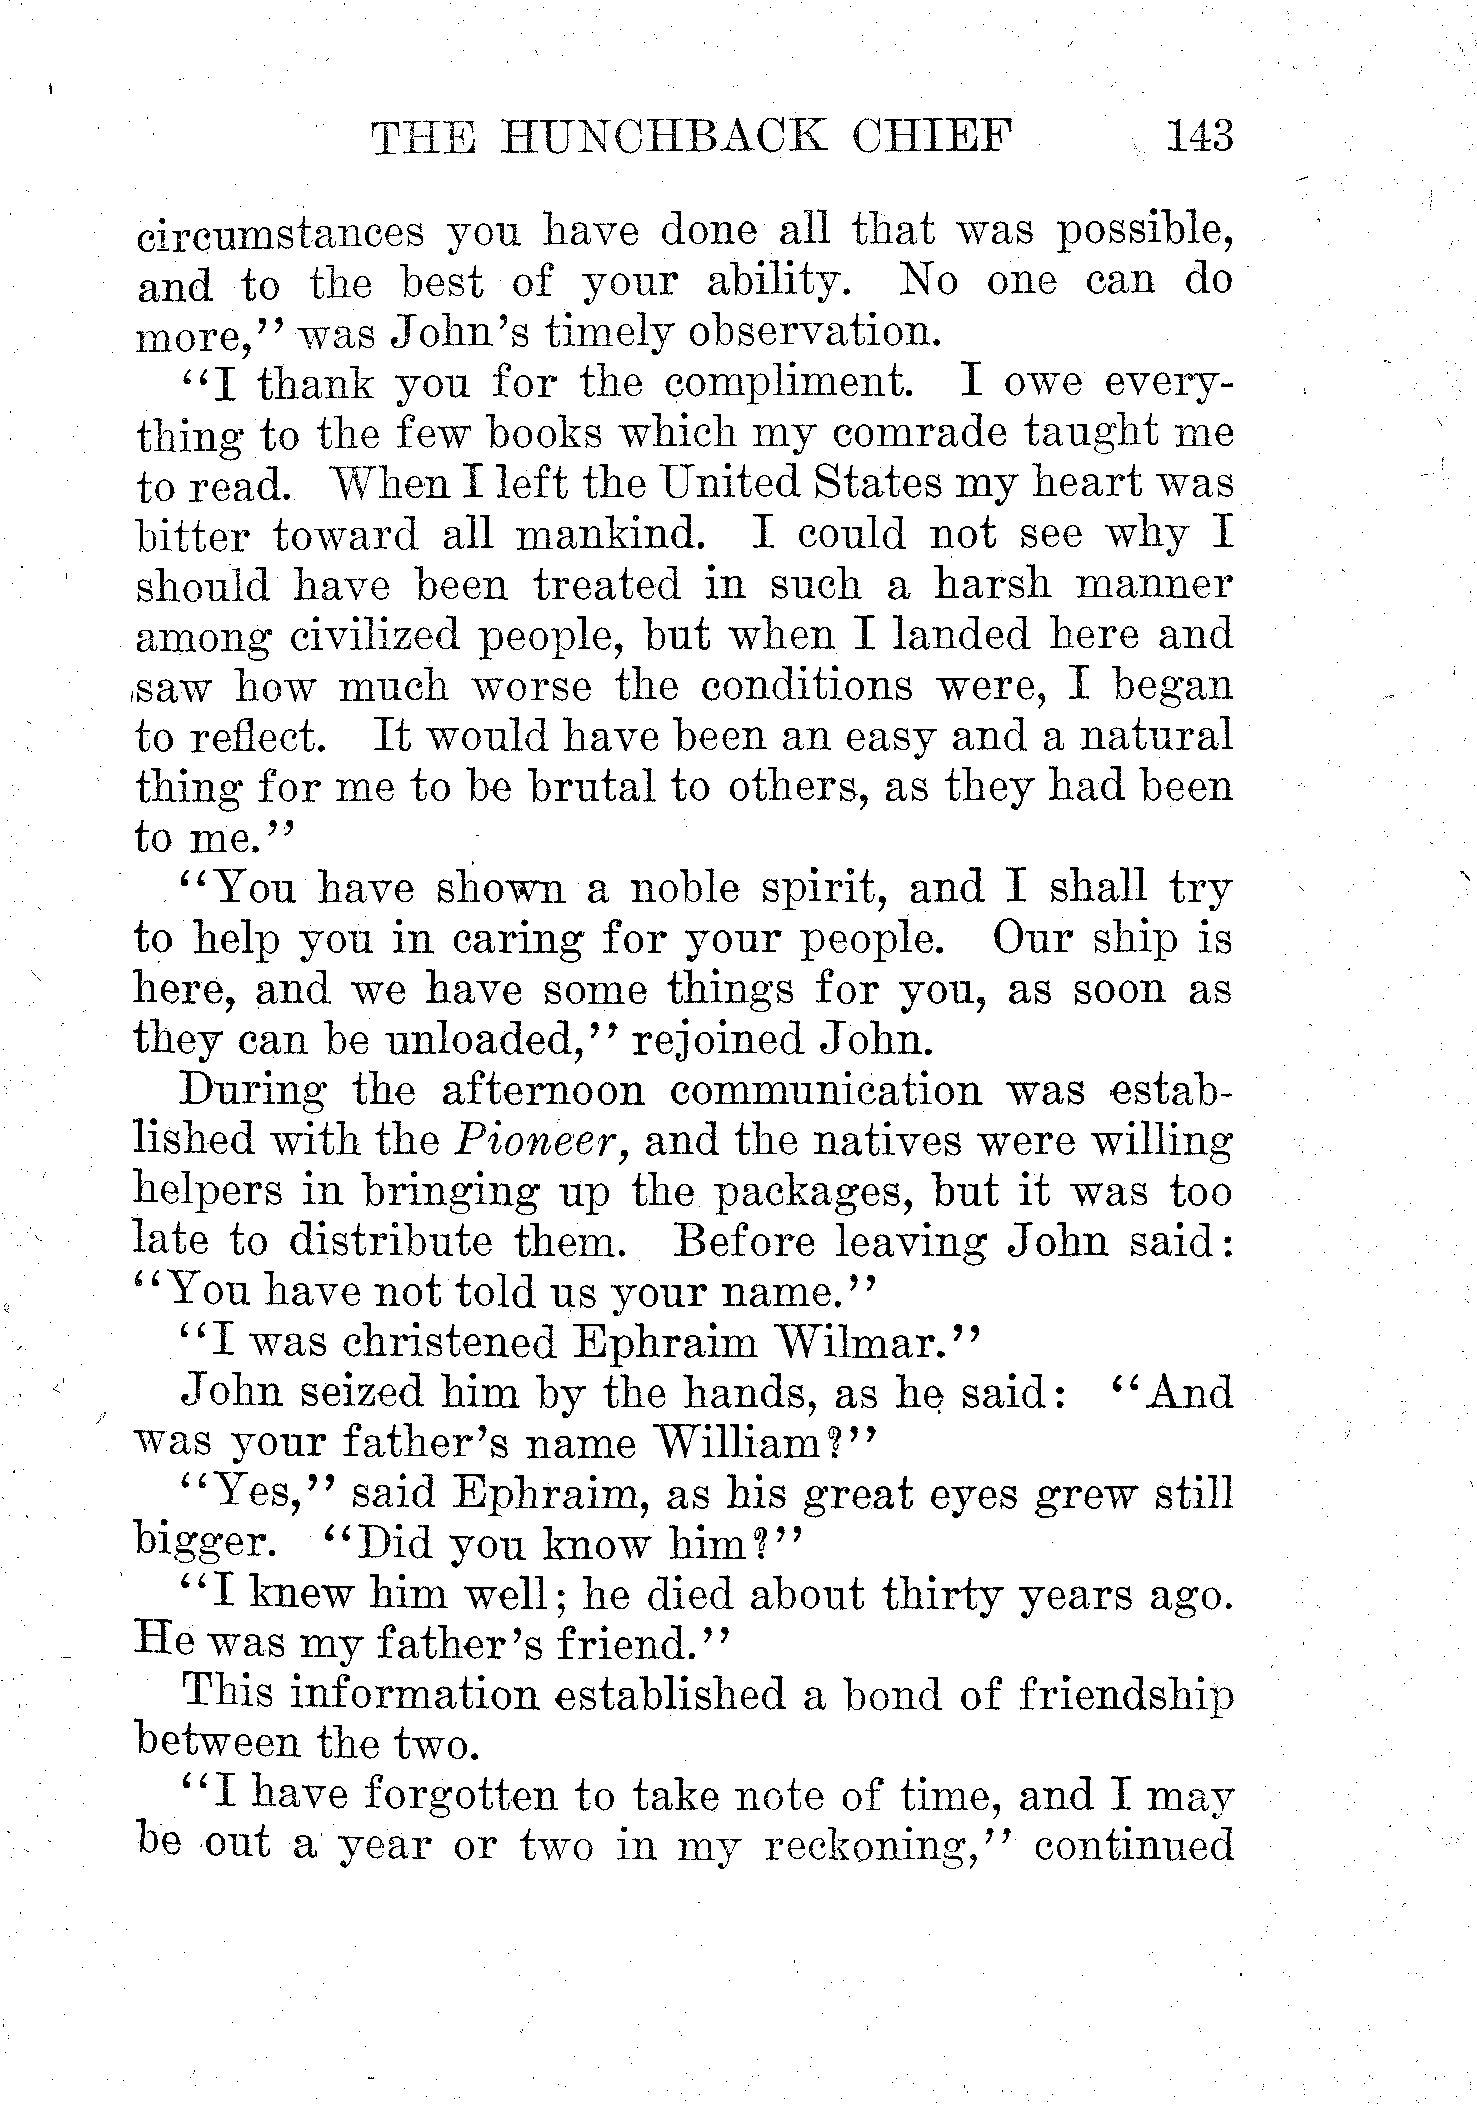 THE HUNCHBACK CHIEF 143
circumstances you have done all that was possible,
and to the best of your ability. No one can do
more,'' was John's timely observation.
''I thank you for the compliment. I owe every-
thing to the few books which my comrade taught me
to read. When I left the United States my heart was
bitter toward all mankind. I could not see why I
should have been treated in such a harsh manner
among civilized people, but when I landed here and
saw how much worse the conditions were, I began
to reflect. It would have been an easy and a natural
thing for me to be brutal to others, as they had been
to me.''
''You have shown a noble spirit, and I shall try
to help you in caring for your people. Our ship is
here, and we have some things for you, as soon as
they can be unloaded,'' rejoined John.
During the afternoon communication was estab-
lished with the Pioneer, and the natives were willing
helpers in bringing up the packages, but it was too
late to distribute them. Before leaving John said:
''You have not told us your name.''
''I was christened Ephraim Wilmar.''
John seized him by the hands, as he said: ''And
was your father's name William?''
''Yes,'' said Ephraim, as his great eyes grew still
bigger. ''Did you know him?''
''I knew him well; he died about thirty years ago.
He was my father's friend.''
This information established a bond of friendship
between the two.
''I have forgotten to take note of time, and I may
be out a year or two in my reckoning,'' continued